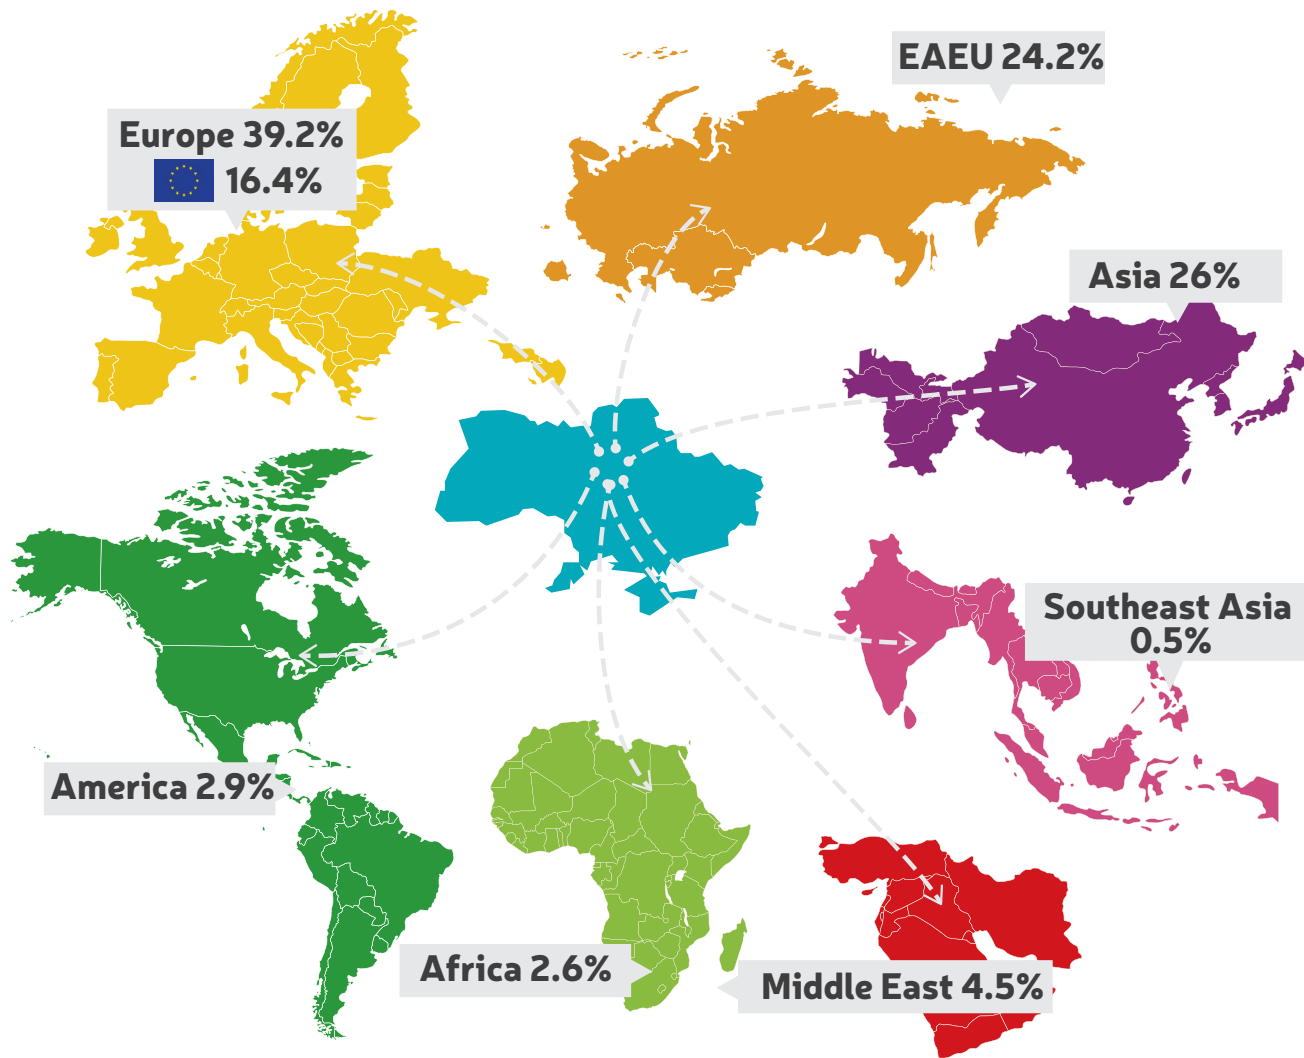 EAEU 24.2%
Europe 39.2%
16.4%
Asia 26%
Southeast Asia
0.5%
America 2.9%
Africa 2.6%
Middle East 4.5%